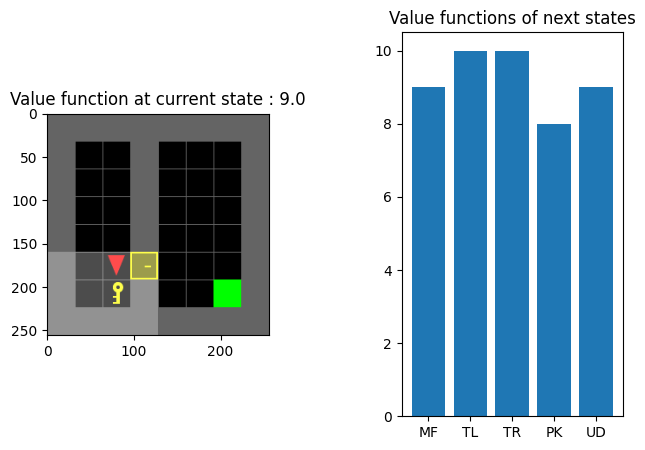 Value functions of next states
Value function at current state : 9.0
0
50
100
150
200
250
0
100
200
10
8
6
4
2
0
MF
TL
TR
PK
UD